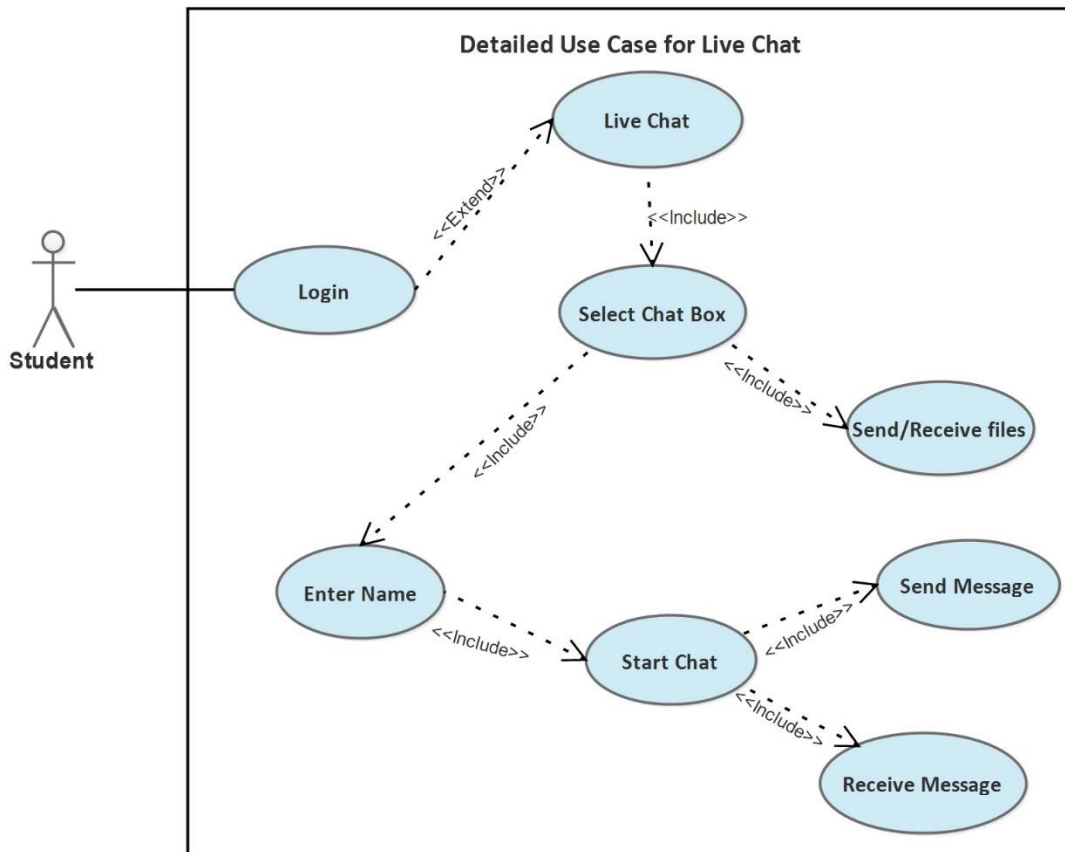 Detailed Use Case for Live Chat
Live Chat
<<Extend>>
<<Include>>
Login
Select Chat Box
Student
<<Include>>
Send/Receive files
<<Include>>
Enter Name
Send Message
<<Include>>
<<Include>>
Start Chat
<<Include>>
Receive Message